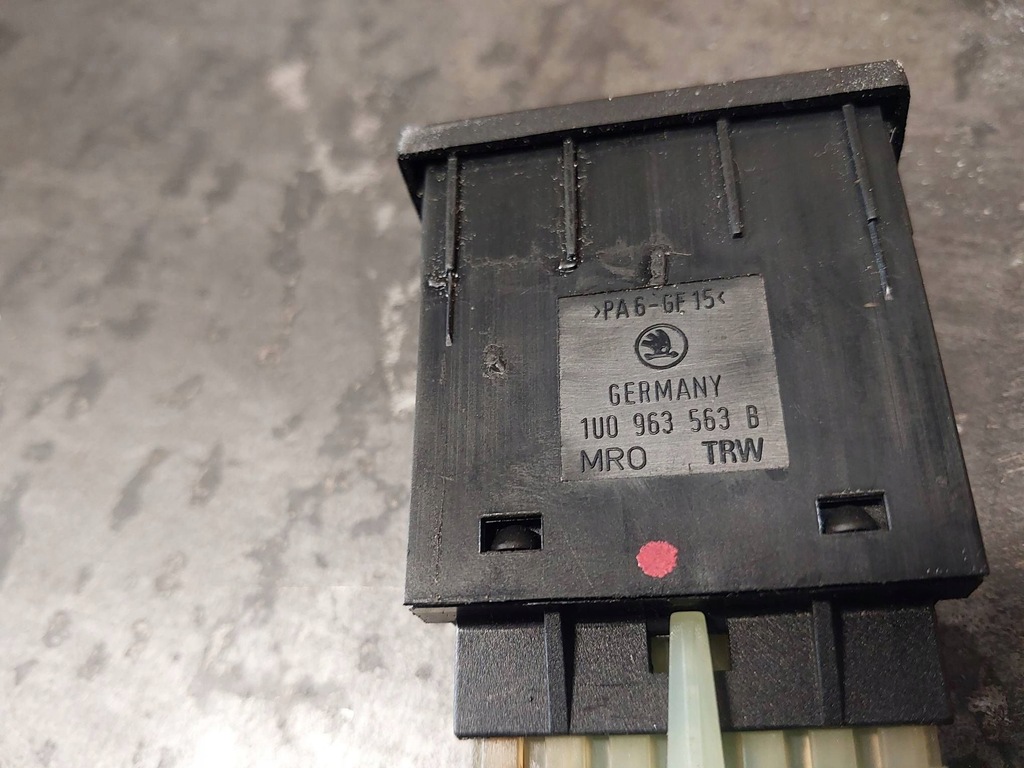 >PA6-GF15<
GERMANY
1U0 963 563 B
MRO TRW